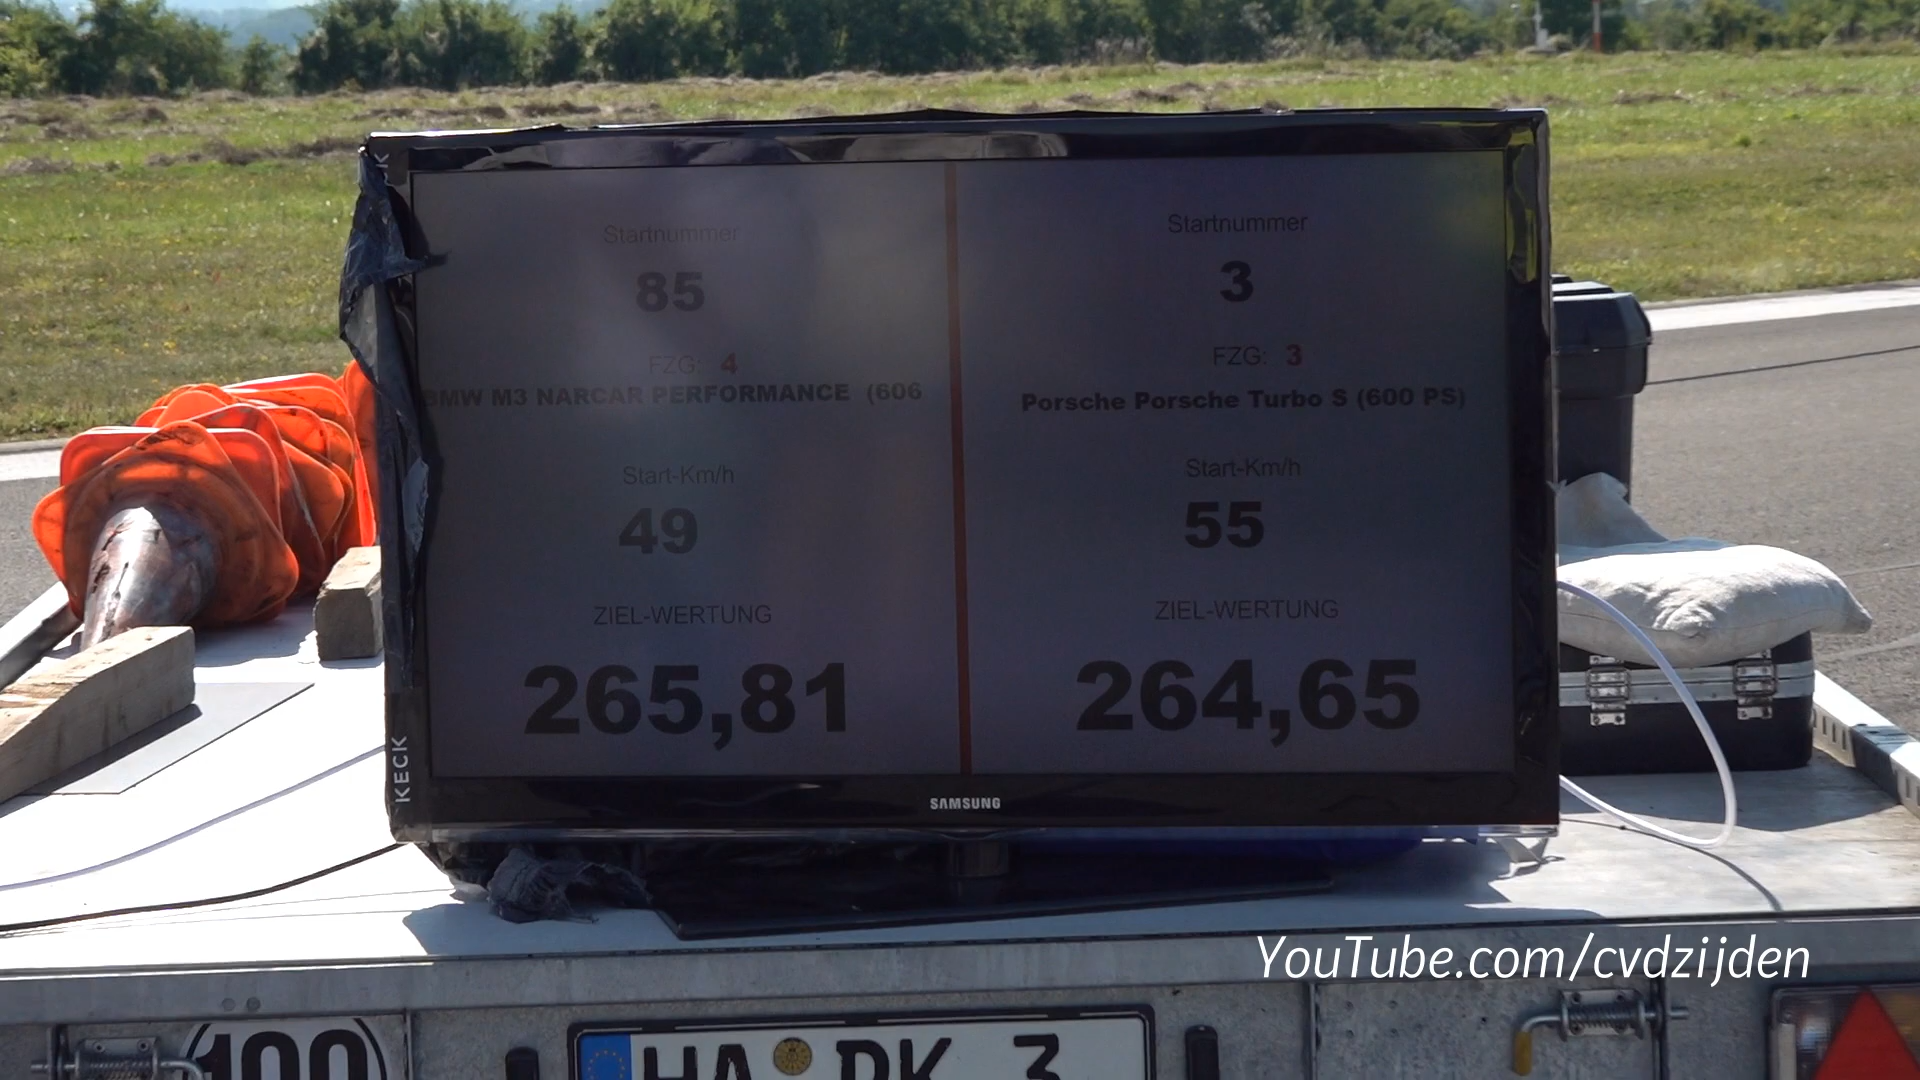 Startnummer
85
FZG: 4
BMW M3 NARCAR PERFORMANCE (606
Start-Km/h
49
ZIEL-WERTUNG
265,81
Startnummer
3
FZG: 3
Porsche Porsche Turbo S (600 PS)
Start-Km/h
55
ZIEL-WERTUNG
264,65
KECK
SAMSUNG
YouTube.com/cvdzijden
100
HA DK 3